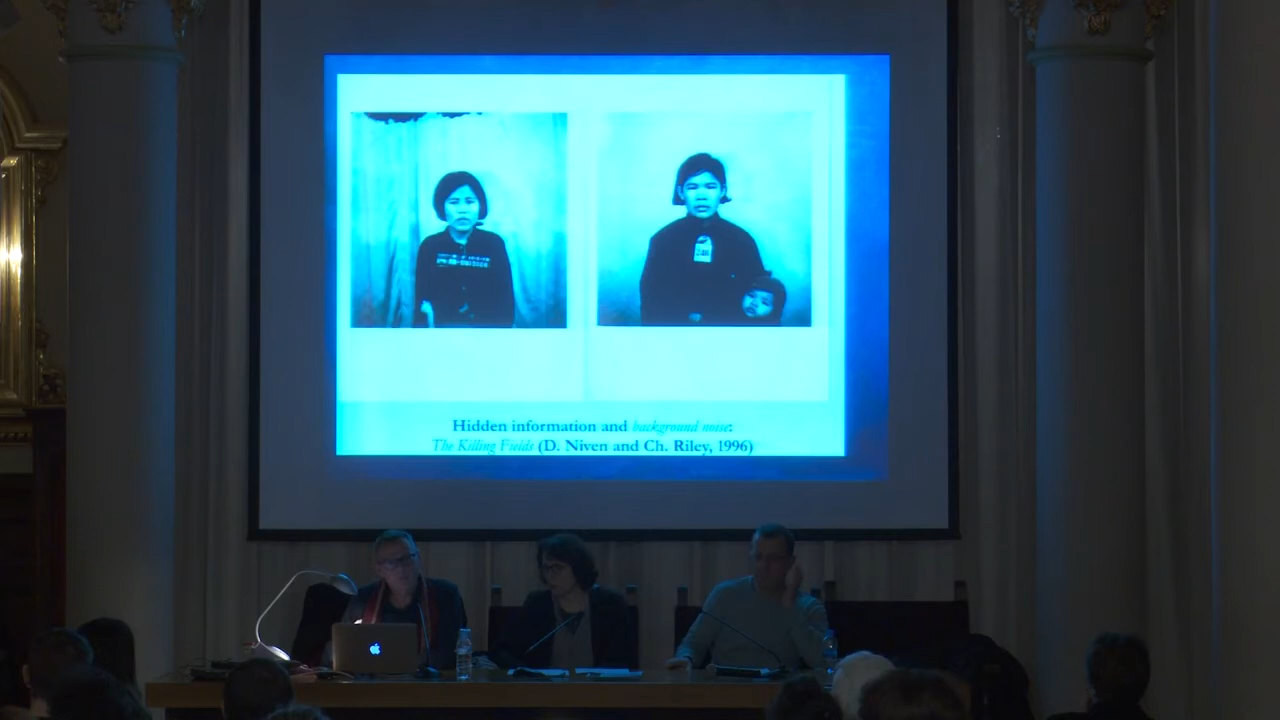 Hidden information and background noise:
The Killing Fields (D. Niven and Ch. Riley, 1996)